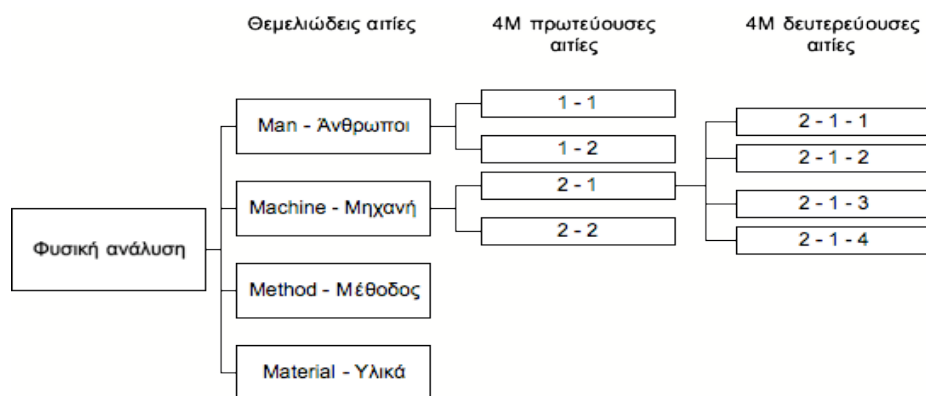 Θεμελιώδεις αιτίες
4Μ πρωτεύουσες
αιτίες
4Μ δευτερεύουσες
αιτίες
Man - Άνθρωποι
Machine - Μηχανή
Method - Μέθοδος
Material - Υλικά
Φυσική ανάλυση
1 - 1
1 - 2
2 - 1
2 - 2
2 - 1 - 1
2 - 1 - 2
2 - 1 - 3
2 - 1 - 4